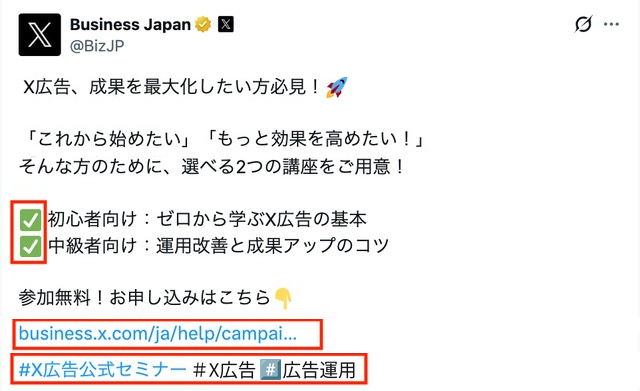 Business Japan
@BizJP
X広告、成果を最大化したい方必見！🚀
「これから始めたい」「もっと効果を高めたい！」
そんな方のために、選べる2つの講座をご用意！
✅ 初心者向け：ゼロから学ぶX広告の基本
✅ 中級者向け：運用改善と成果アップのコツ
参加無料！お申し込みはこちら👇
business.x.com/ja/help/campai...
#X広告公式セミナー ＃X広告 #️⃣広告運用